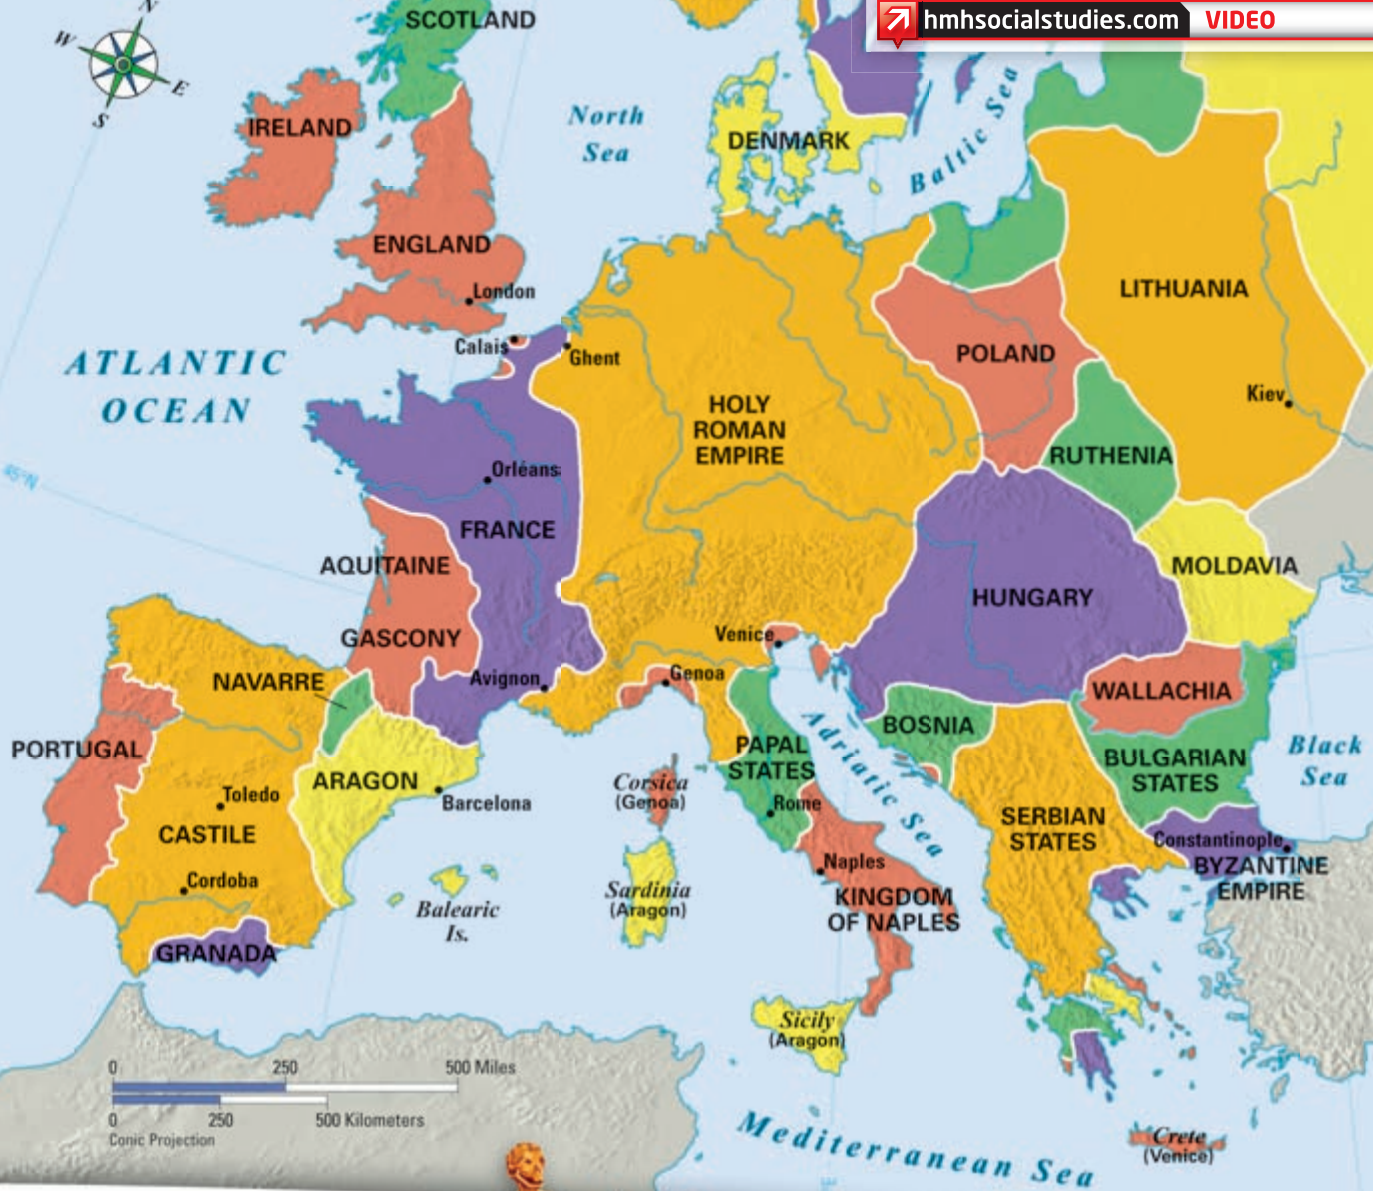 hmhsocialstudies.com VIDEO
N
W
E
S
SCOTLAND
IRELAND
North
Sea
DENMARK
Baltic Sea
ENGLAND
London
LITHUANIA
ATLANTIC
OCEAN
Calais
Ghent
POLAND
Kiev
HOLY
ROMAN
EMPIRE
RUTHENIA
45°N
Orléans
FRANCE
AQUITAINE
MOLDAVIA
HUNGARY
GASCONY
Venice
Avignon
Genoa
NAVARRE
WALLACHIA
BOSNIA
PORTUGAL
Adriatic Sea
PAPAL
STATES
BULGARIAN
STATES
Black
Sea
ARAGON
Corsica
(Genoa)
Toledo
Barcelona
Rome
CASTILE
SERBIAN
STATES
Constantinople
BYZANTINE
EMPIRE
Cordoba
Naples
KINGDOM
OF NAPLES
Sardinia
(Aragon)
Balearic
Is.
GRANADA
Sicily
(Aragon)
0 250 500 Miles
0 250 500 Kilometers
Conic Projection
Mediterranean Sea
Crete
(Venice)